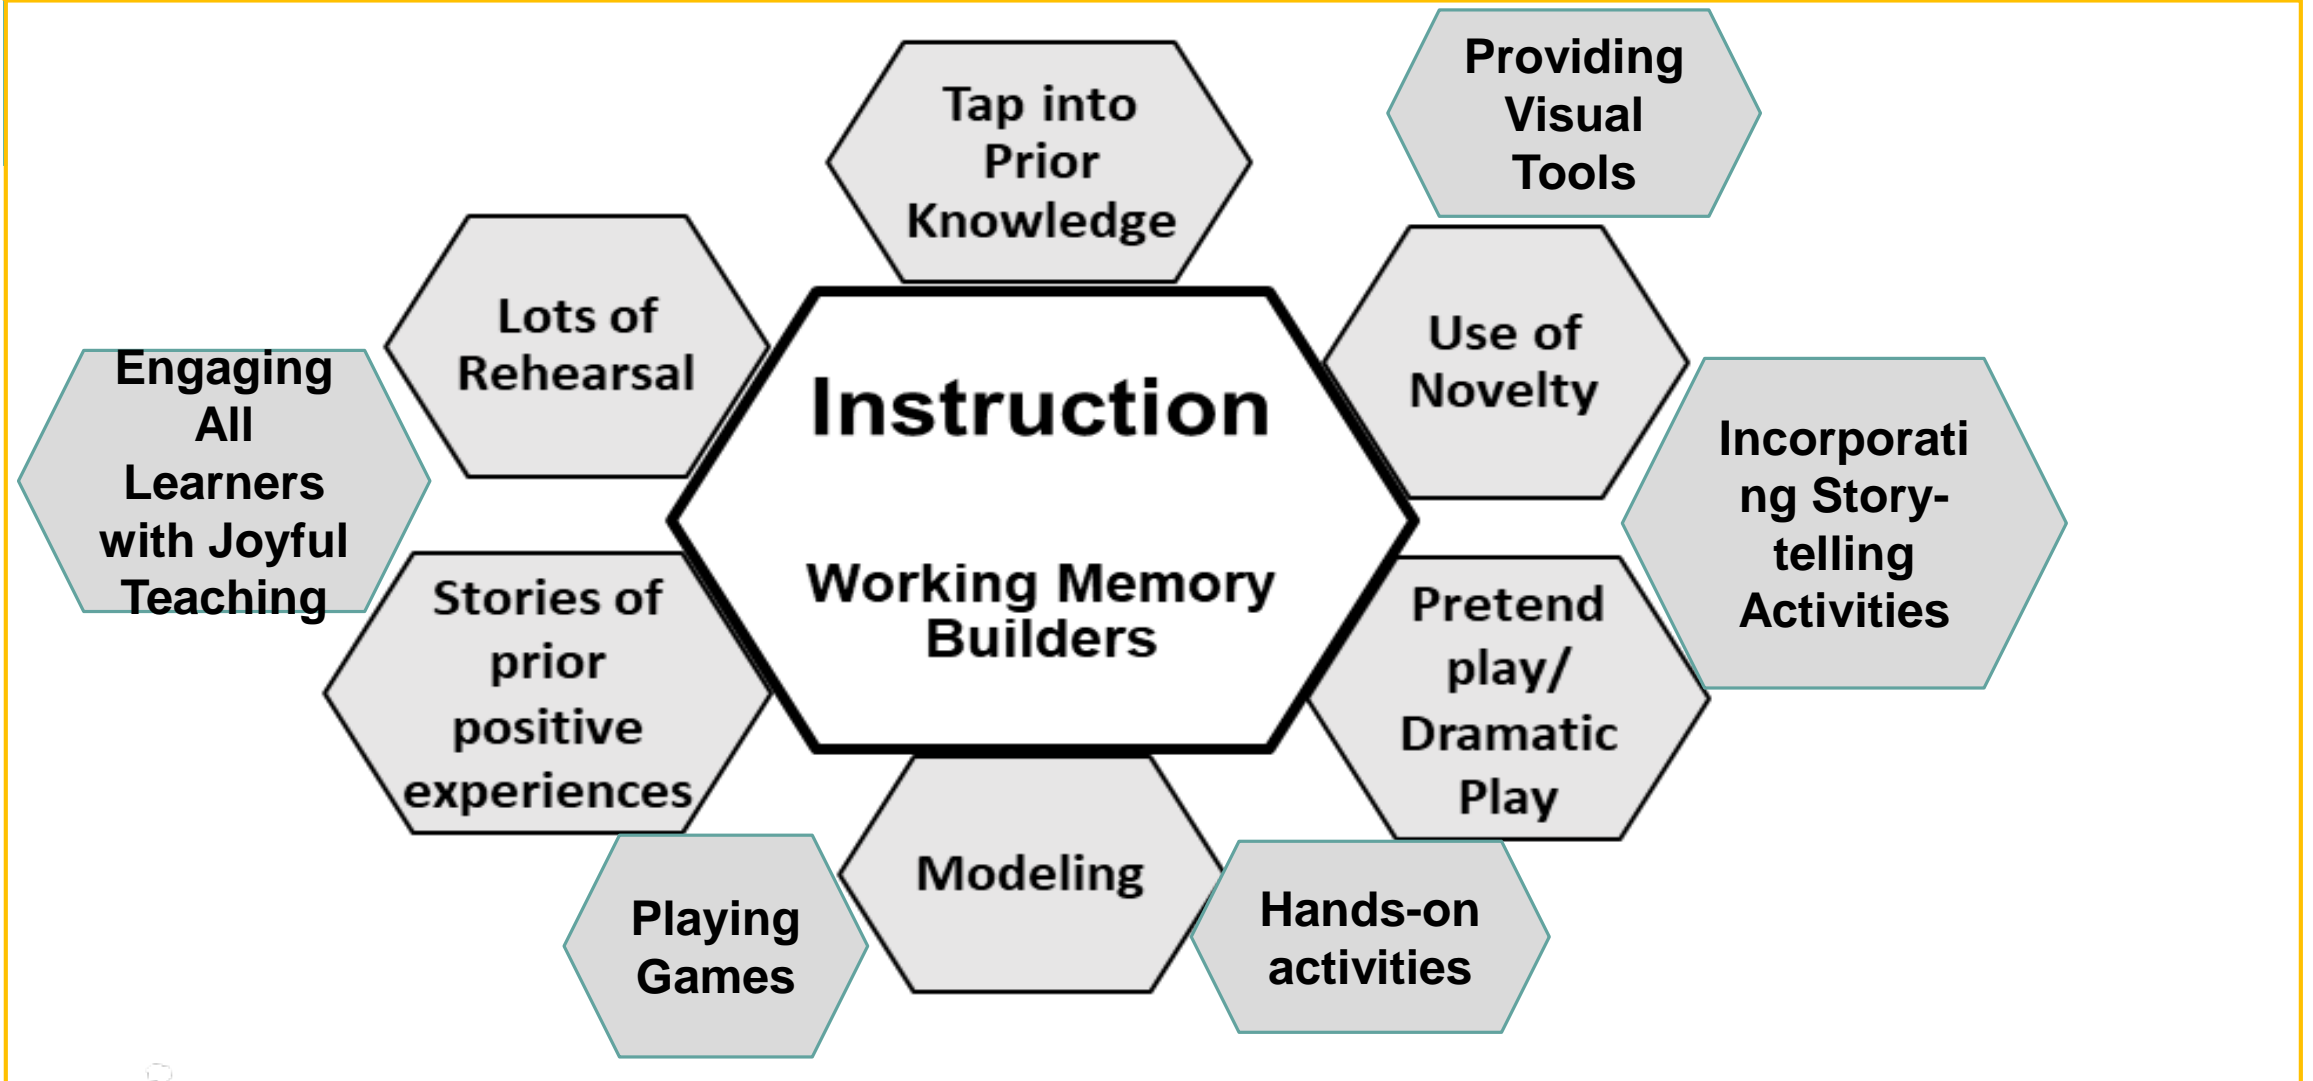 Providing
Visual
Tools
Tap into
Prior
Knowledge
Lots of
Rehearsal
Use of
Novelty
Engaging
All
Learners
with Joyful
Teaching
Instruction
Working Memory
Builders
Incorporati
ng Story-
telling
Activities
Stories of
prior
positive
experiences
Pretend
play/
Dramatic
Play
Modeling
Playing
Games
Hands-on
activities